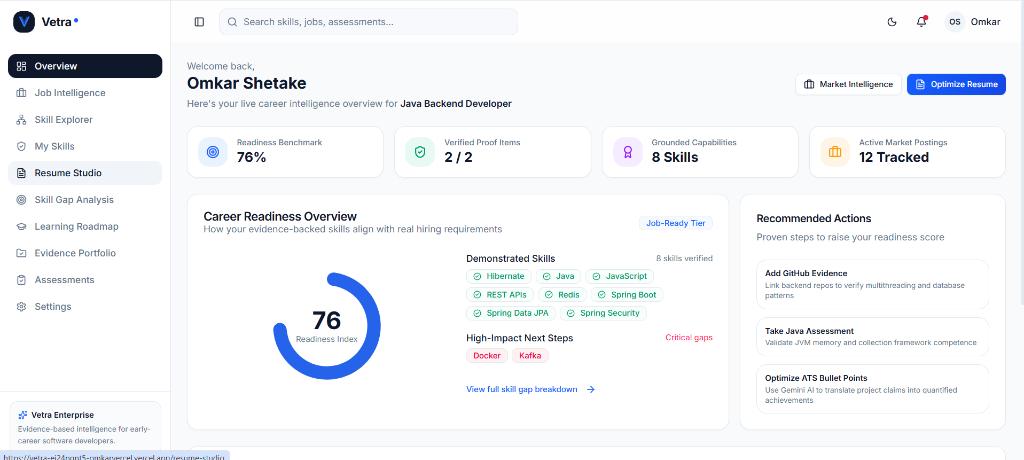 Vetra
Search skills, jobs, assessments...
OS
Omkar
Overview
Job Intelligence
Skill Explorer
My Skills
Resume Studio
Skill Gap Analysis
Learning Roadmap
Evidence Portfolio
Assessments
Settings
Vetra Enterprise
Evidence-based intelligence for early-
career software developers.
Welcome back,
Omkar Shetake
Here's your live career intelligence overview for Java Backend Developer
Market Intelligence
Optimize Resume
Readiness Benchmark
76%
Verified Proof Items
2 / 2
Grounded Capabilities
8 Skills
Active Market Postings
12 Tracked
Career Readiness Overview
How your evidence-backed skills align with real hiring requirements
Job-Ready Tier
76
Readiness Index
Demonstrated Skills
8 skills verified
Hibernate
Java
JavaScript
REST APIs
Redis
Spring Boot
Spring Data JPA
Spring Security
High-Impact Next Steps
Critical gaps
Docker
Kafka
View full skill gap breakdown
Recommended Actions
Proven steps to raise your readiness score
Add GitHub Evidence
Link backend repos to verify multithreading and database
patterns
Take Java Assessment
Validate JVM memory and collection framework competence
Optimize ATS Bullet Points
Use Gemini AI to translate project claims into quantified
achievements